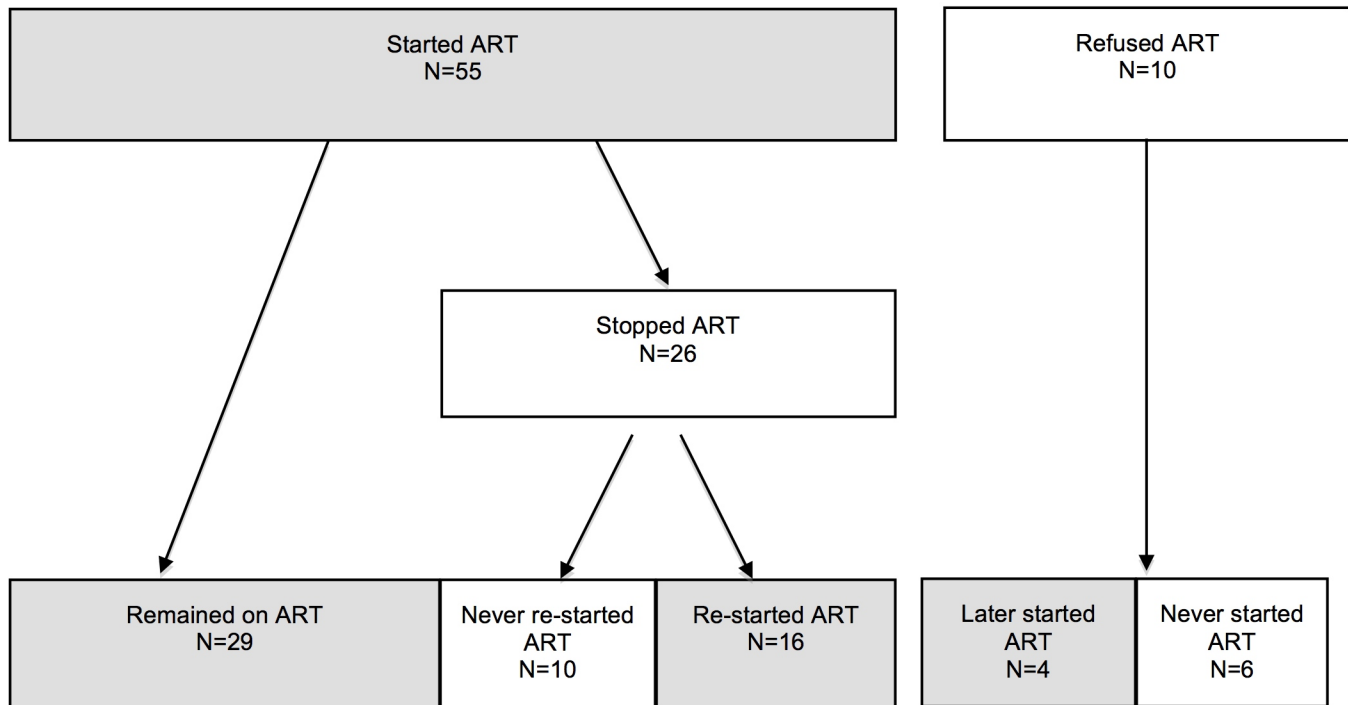 Started ART
N=55
Refused ART
N=10
Stopped ART
N=26
Remained on ART
N=29
Never re-started
ART
N=10
Re-started ART
N=16
Later started
ART
N=4
Never started
ART
N=6